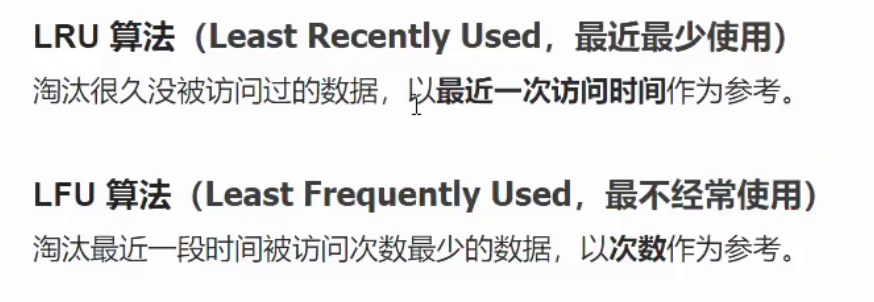 LRU 算法（Least Recently Used，最近最少使用）
淘汰很久没被访问过的数据，以最近一次访问时间作为参考。
LFU 算法（Least Frequently Used，最不经常使用）
淘汰最近一段时间被访问次数最少的数据，以次数作为参考。